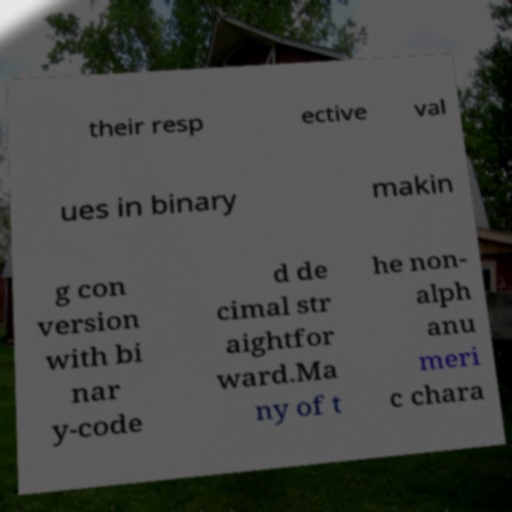 their resp ective val
ues in binary makin
g con
version
with bi
nar
y-code
d de
cimal str
aightfor
ward.Ma
ny of t
he non-
alph
anu
meri
c chara